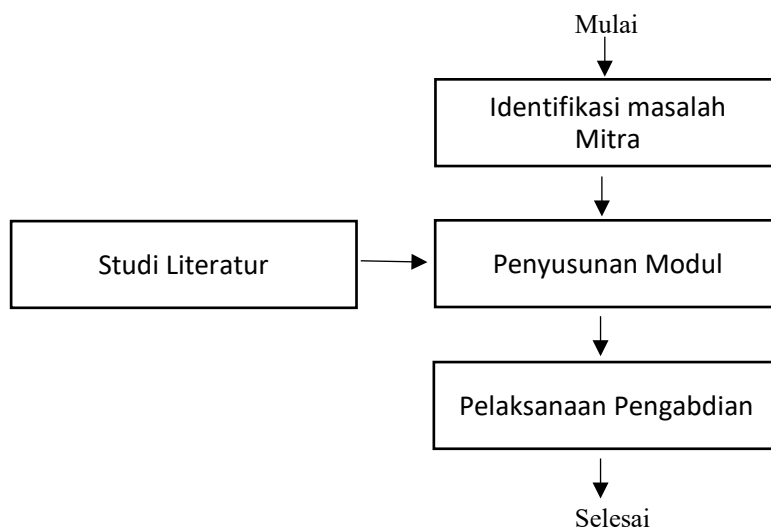 Mulai
Identifikasi masalah
Mitra
Studi Literatur
Penyusunan Modul
Pelaksanaan Pengabdian
Selesai